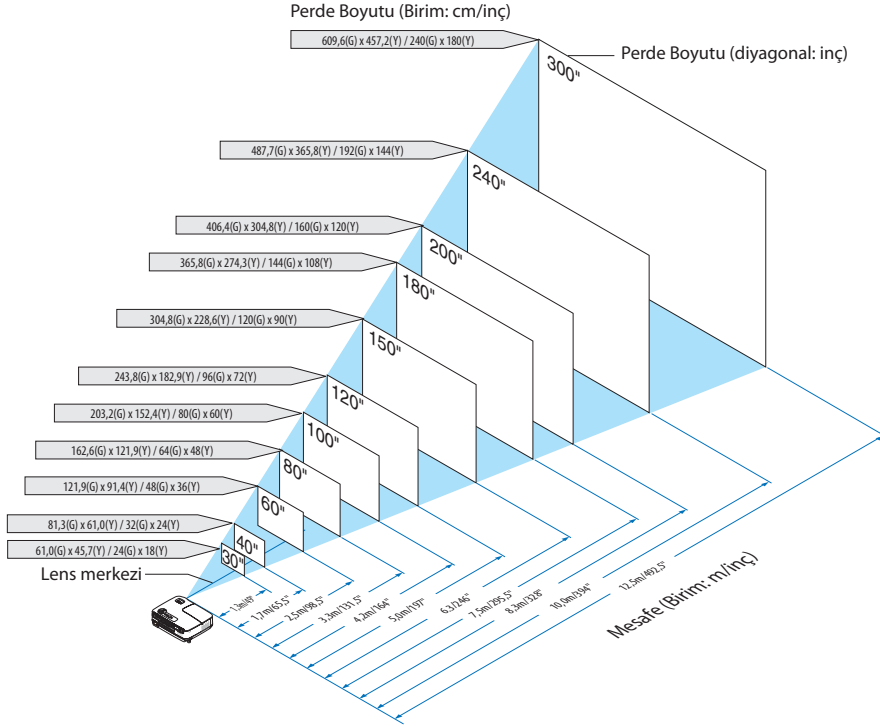 Perde Boyutu (Birim: cm/inç)
609,6(G) x 457,2(Y) / 240(G) x 180(Y)
Perde Boyutu (diyagonal: inç)
300"
487,7(G) x 365,8(Y) / 192(G) x 144(Y)
240"
406,4(G) x 304,8(Y) / 160(G) x 120(Y)
200"
365,8(G) x 274,3(Y) / 144(G) x 108(Y)
180"
304,8(G) x 228,6(Y) / 120(G) x 90(Y)
150"
243,8(G) x 182,9(Y) / 96(G) x 72(Y)
120"
203,2(G) x 152,4(Y) / 80(G) x 60(Y)
100"
162,6(G) x 121,9(Y) / 64(G) x 48(Y)
80"
121,9(G) x 91,4(Y) / 48(G) x 36(Y)
60"
81,3(G) x 61,0(Y) / 32(G) x 24(Y)
40"
61,0(G) x 45,7(Y) / 24(G) x 18(Y)
30"
Lens merkezi
1,7m/65,5"
2,5m/98,5"
3,3m/131,5"
4,2m/164"
5,0m/197"
6,3/246"
7,5m/295,5"
8,3m/328"
10,0m/394"
12,5m/492,5"
Mesafe (Birim: m/inç)